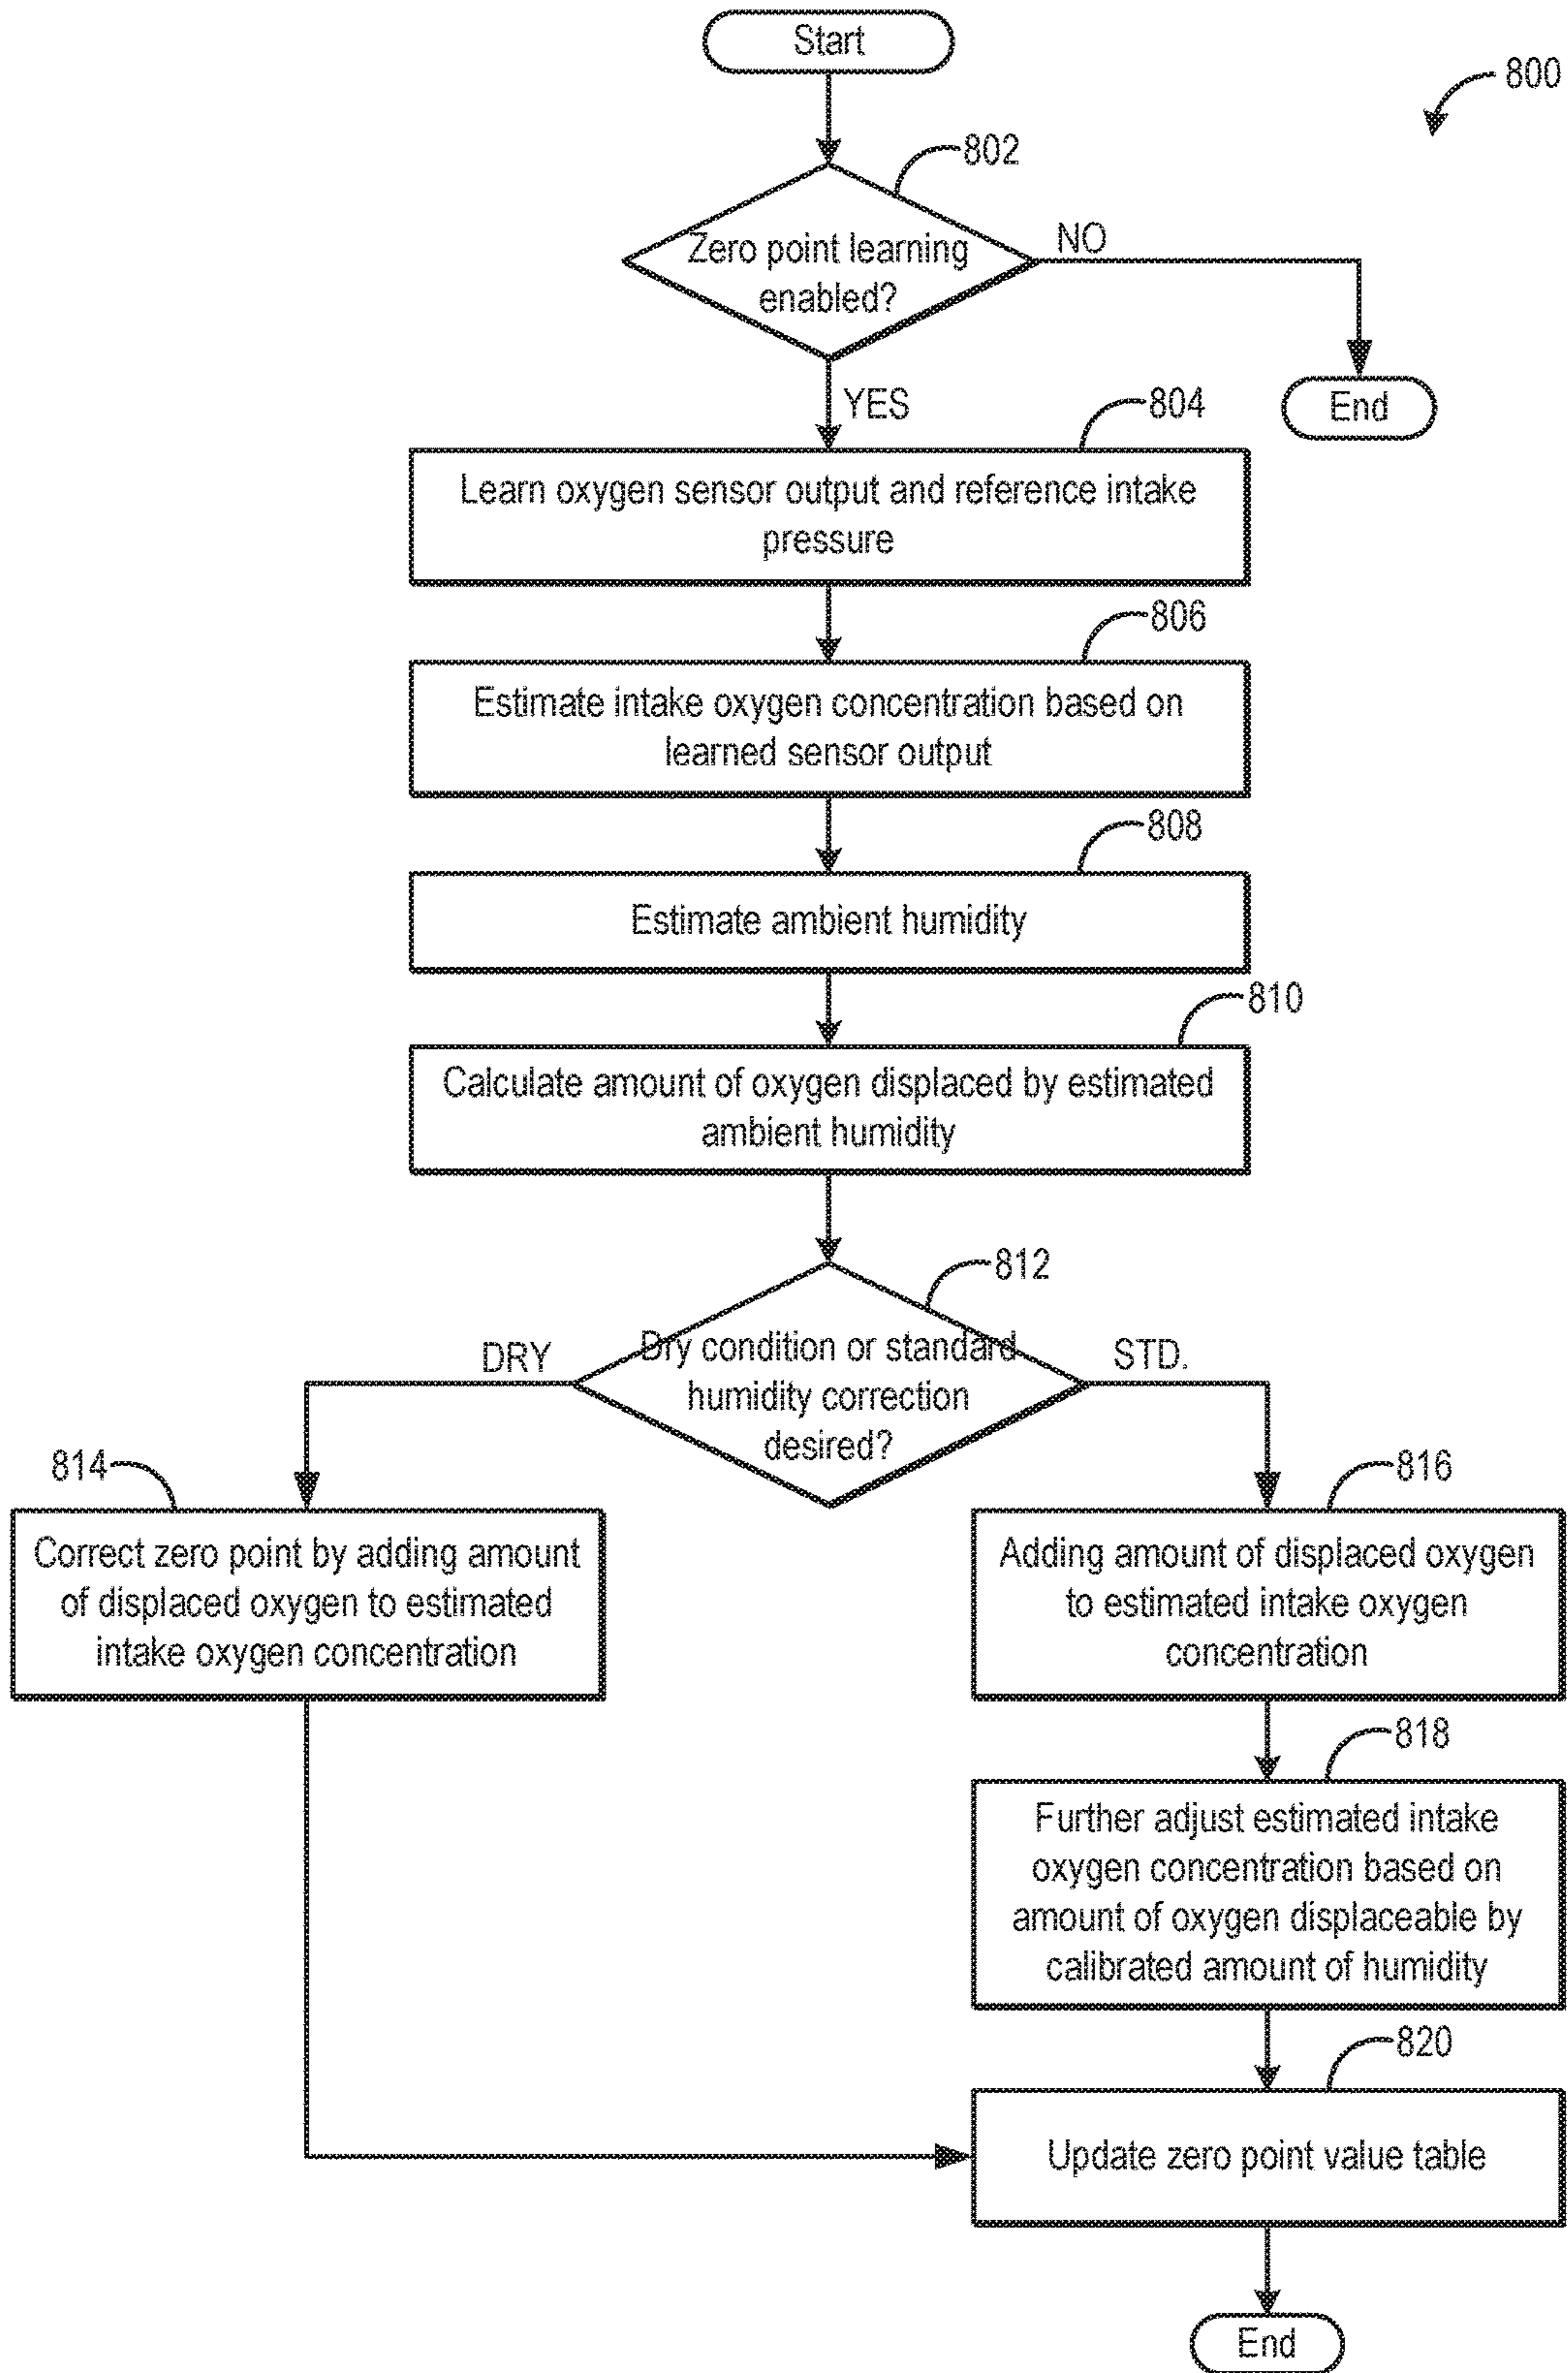 Start
800
802
Zero point learning
enabled?
NO
End
YES
804
Learn oxygen sensor output and reference intake
pressure
806
Estimate intake oxygen concentration based on
learned sensor output
808
Estimate ambient humidity
810
Calculate amount of oxygen displaced by estimated
ambient humidity
812
Dry condition or standard
humidity correction
desired?
DRY
STD.
814
Correct zero point by adding amount
of displaced oxygen to estimated
intake oxygen concentration
816
Adding amount of displaced oxygen
to estimated intake oxygen
concentration
818
Further adjust estimated intake
oxygen concentration based on
amount of oxygen displaceable by
calibrated amount of humidity
820
Update zero point value table
End